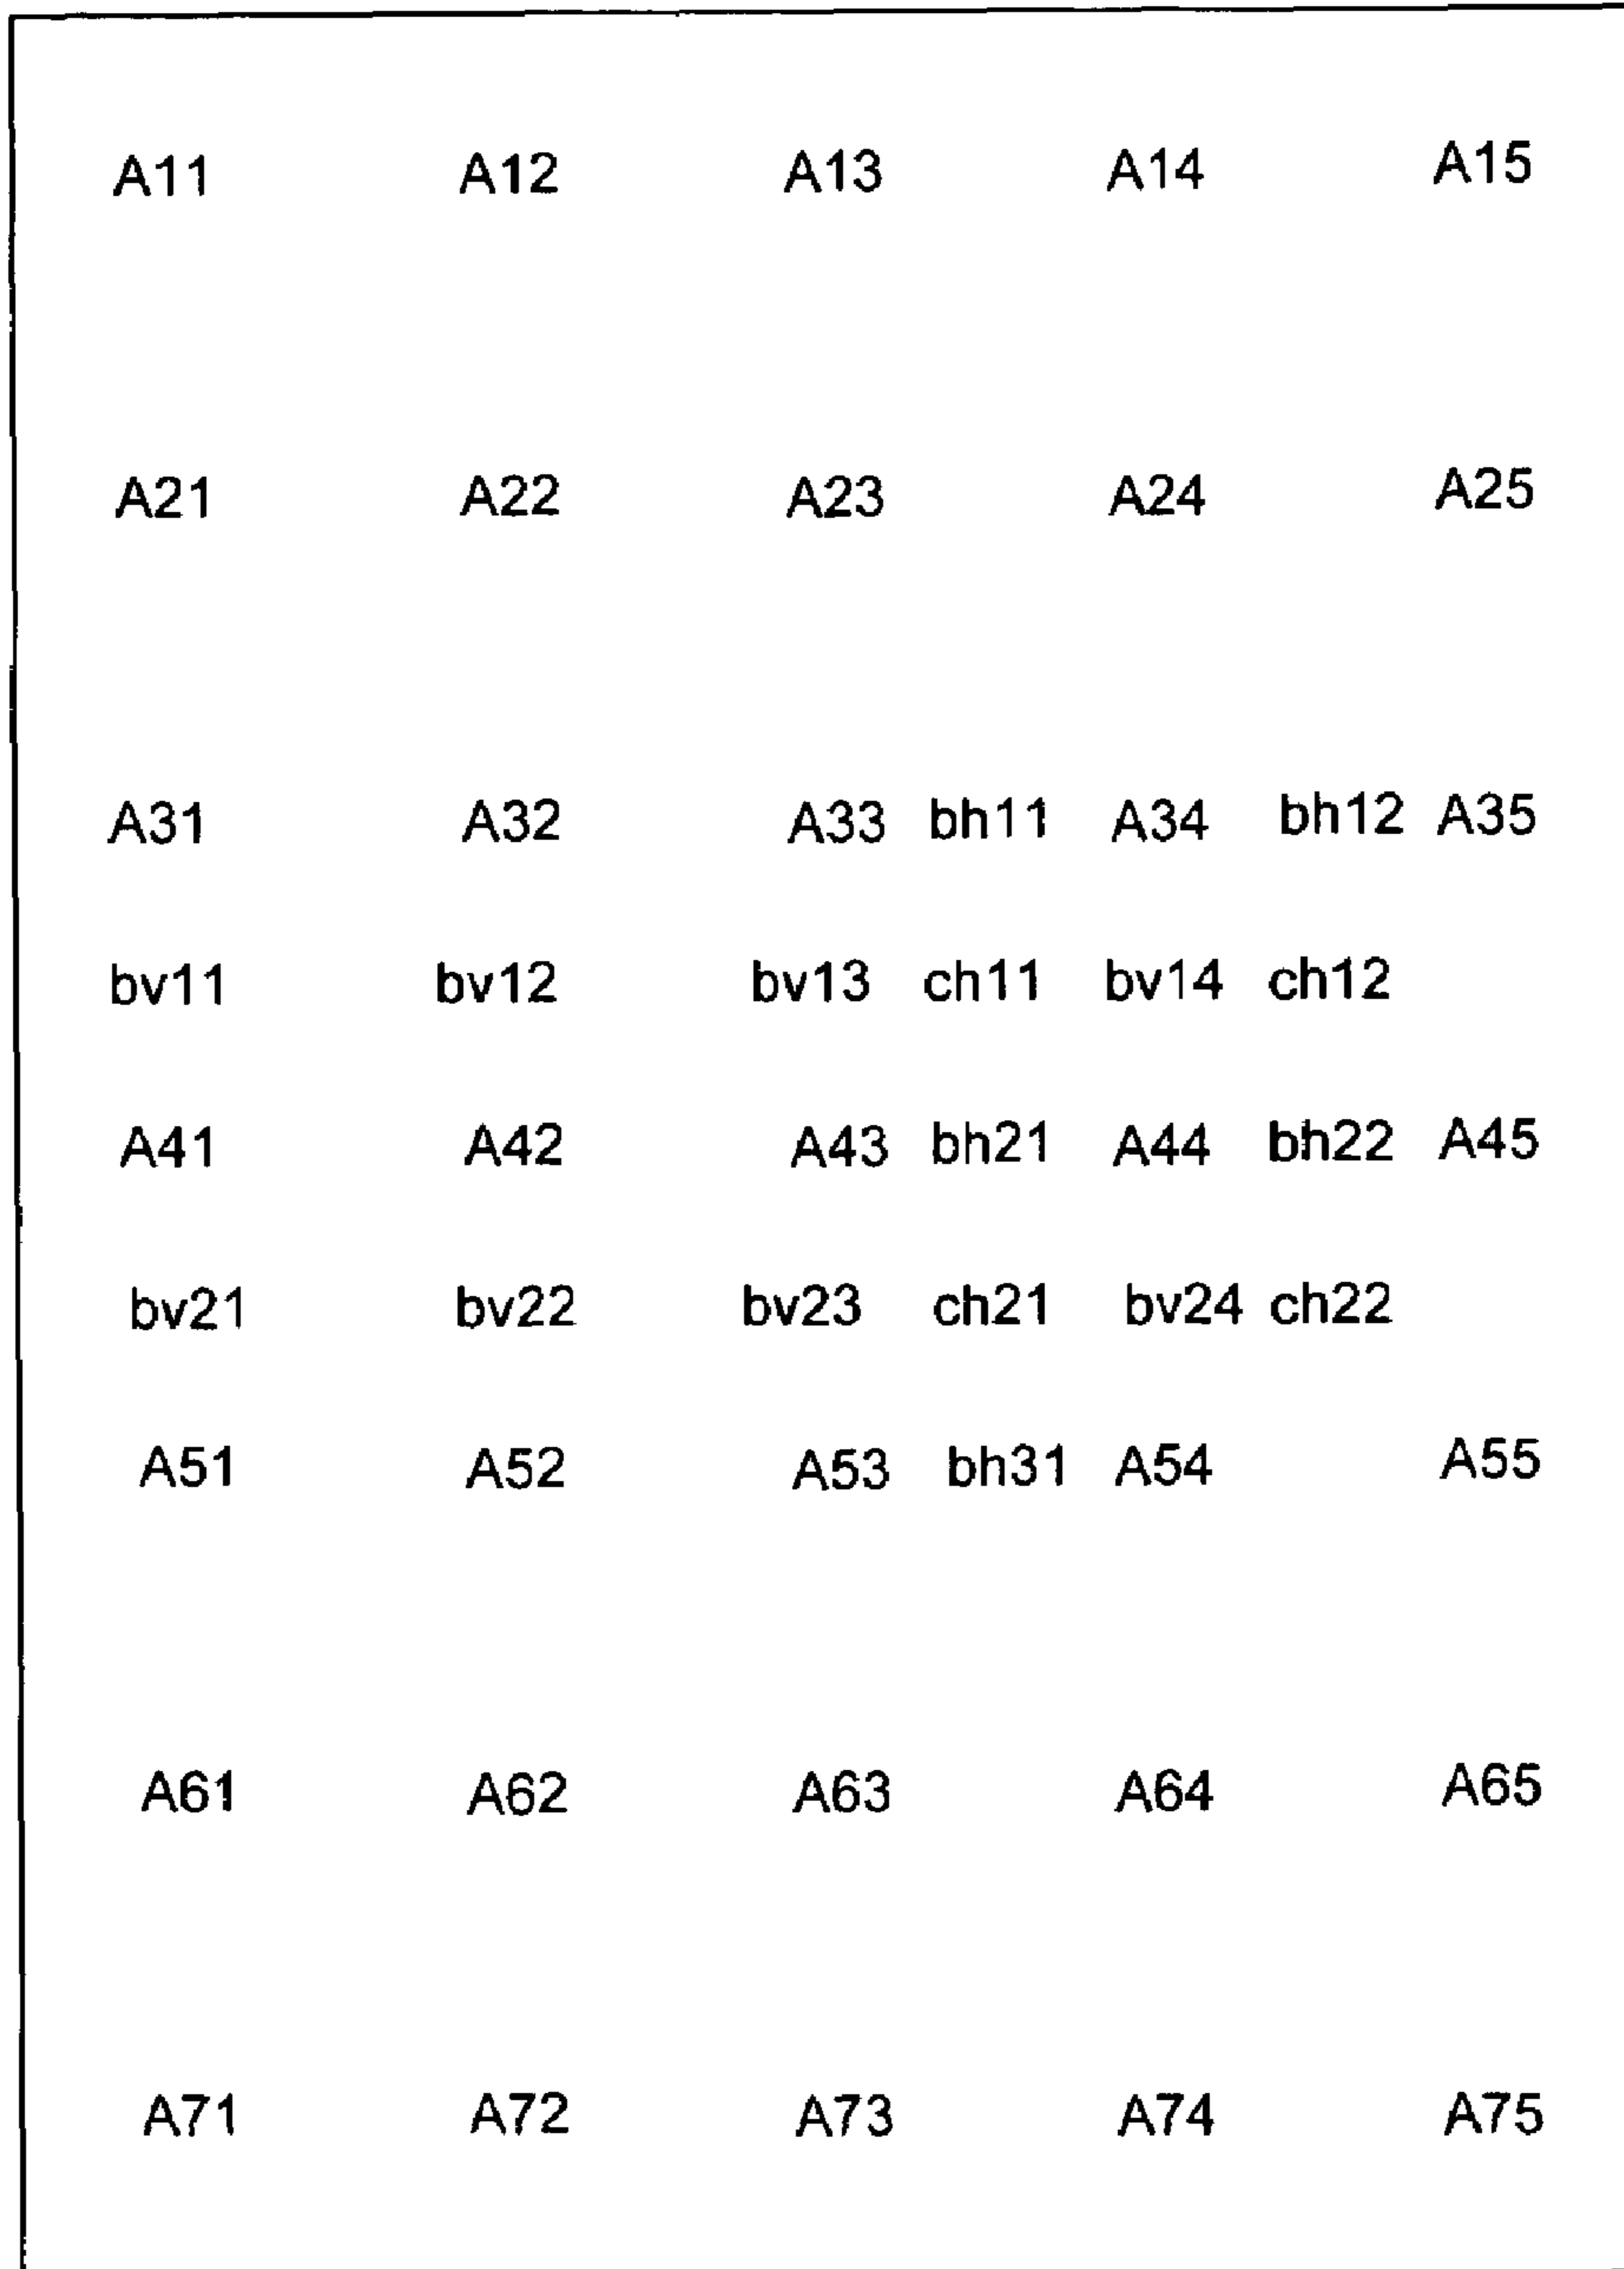 A11 A12 A13 A14 A15
A21 A22 A23 A24 A25
A31 A32 A33 bh11 A34 bh12 A35
bv11 bv12 bv13 ch11 bv14 ch12
A41 A42 A43 bh21 A44 bh22 A45
bv21 bv22 bv23 ch21 bv24 ch22
A51 A52 A53 bh31 A54 A55
A61 A62 A63 A64 A65
A71 A72 A73 A74 A75